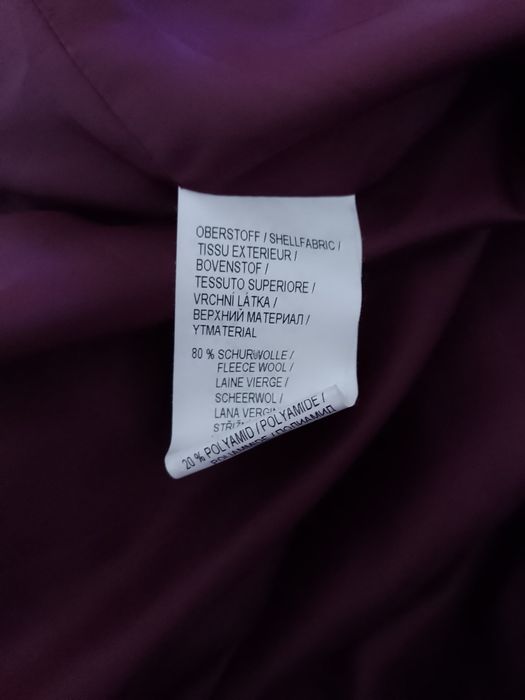 OBERSTOFF / SHELLFABRIC /
TISSU EXTERIEUR /
BOVENSTOF /
TESSUTO SUPERIORE /
VRCHNÍ LÁTKA /
ВЕРХНИЙ МАТЕРИАЛ /
YTMATERIAL
80 % SCHURWOLLE /
FLEECE WOOL /
LAINE VIERGE /
SCHEERWOL /
LANA
20 % POLYAMID / POLYAMIDE /